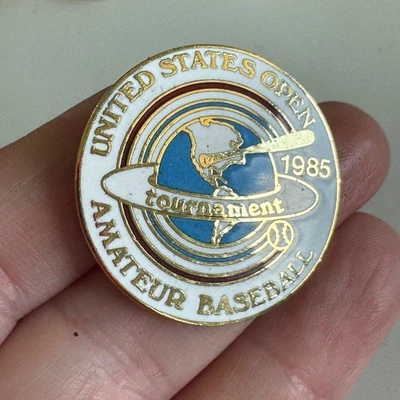 UNITED STATES OPEN
1985
tournament
AMATEUR BASEBALL